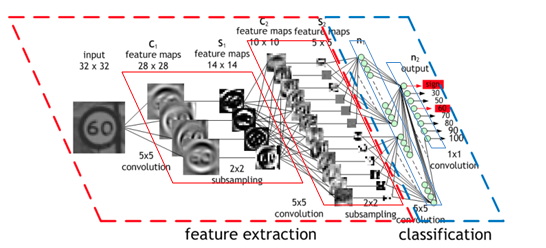 input
32 x 32
C1
feature maps
28 x 28
S1
feature maps
14 x 14
C2
feature maps
10 x 10
S2
feature maps
5 x 5
n1
n2
output
sign
30
50
60
70
80
90
100
60
5x5
convolution
2x2
subsampling
5x5
convolution
2x2
subsampling
convolution
1x1
convolution
feature extraction
classification